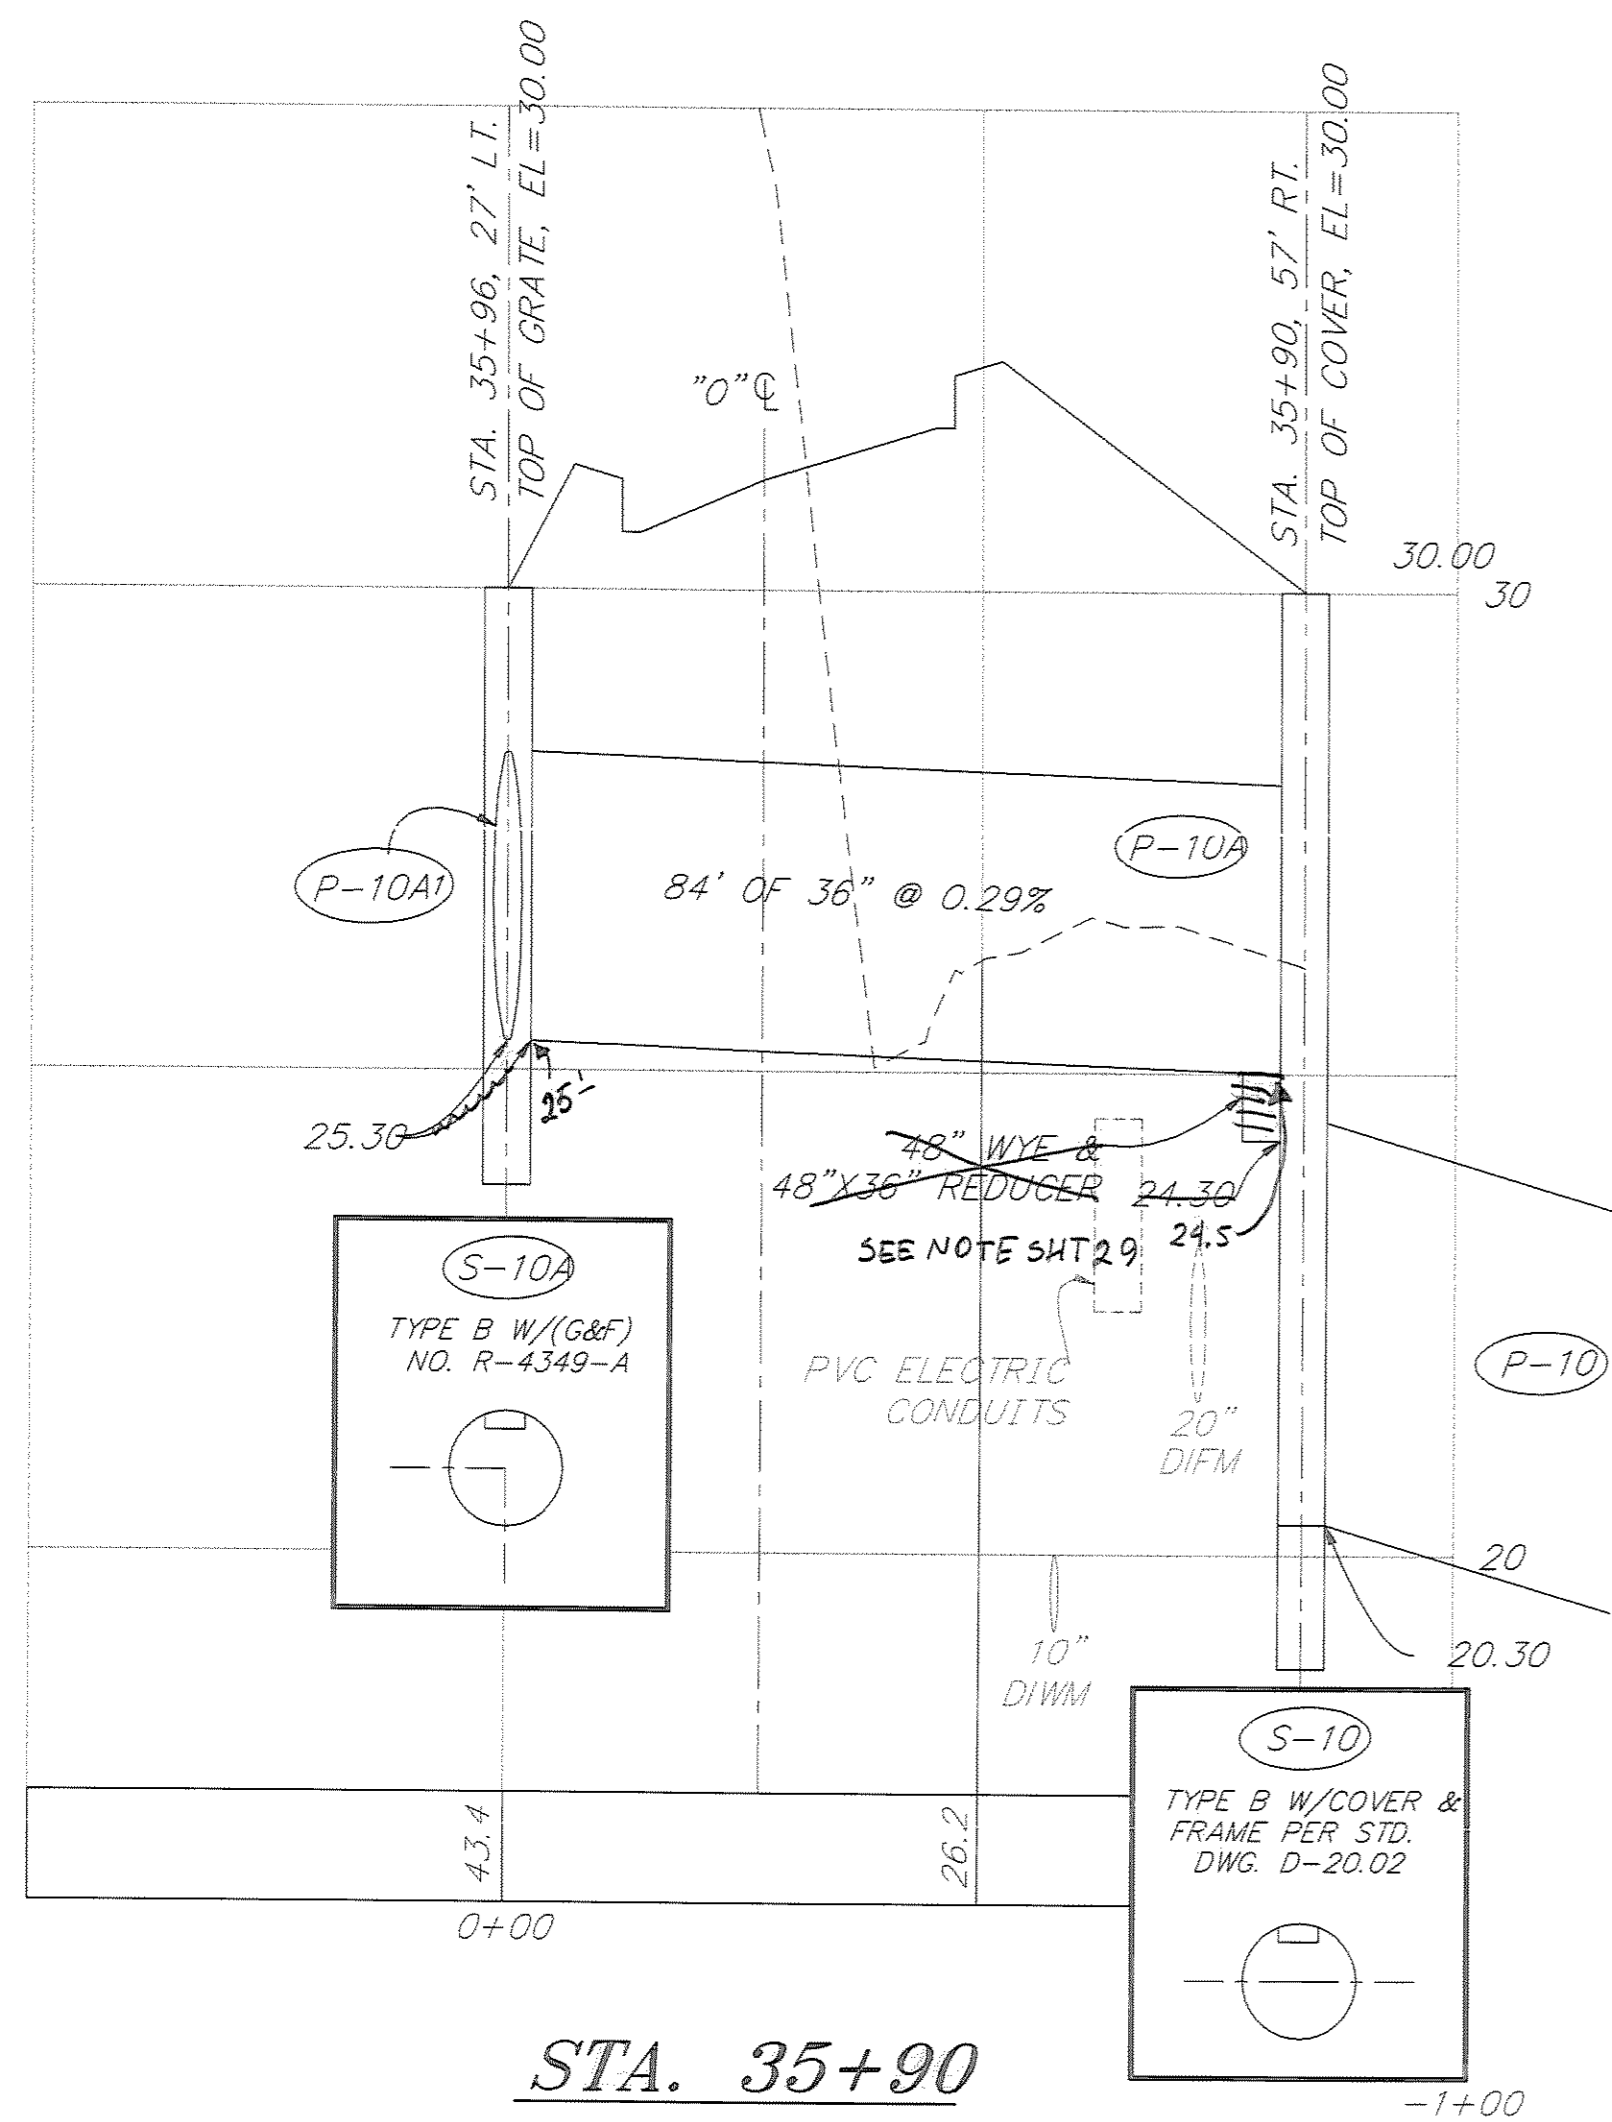 STA. 35+96, 27' LT.
TOP OF GRATE, EL=30.00
STA. 35+90, 57' RT.
TOP OF COVER, EL=30.00
"O" ℄
30.00
30
P-10A1
P-10A
84' OF 36" @ 0.29%
25.30
25'
48" WYE &
48"X36" REDUCER
24.30
SEE NOTE SHT 29
24.5
S-10A
TYPE B W/(G&F)
NO. R-4349-A
PVC ELECTRIC
CONDUITS
20"
DIFM
P-10
20
10"
DIWM
20.30
S-10
TYPE B W/COVER &
FRAME PER STD.
DWG. D-20.02
43.4
26.2
0+00
STA. 35+90
-1+00